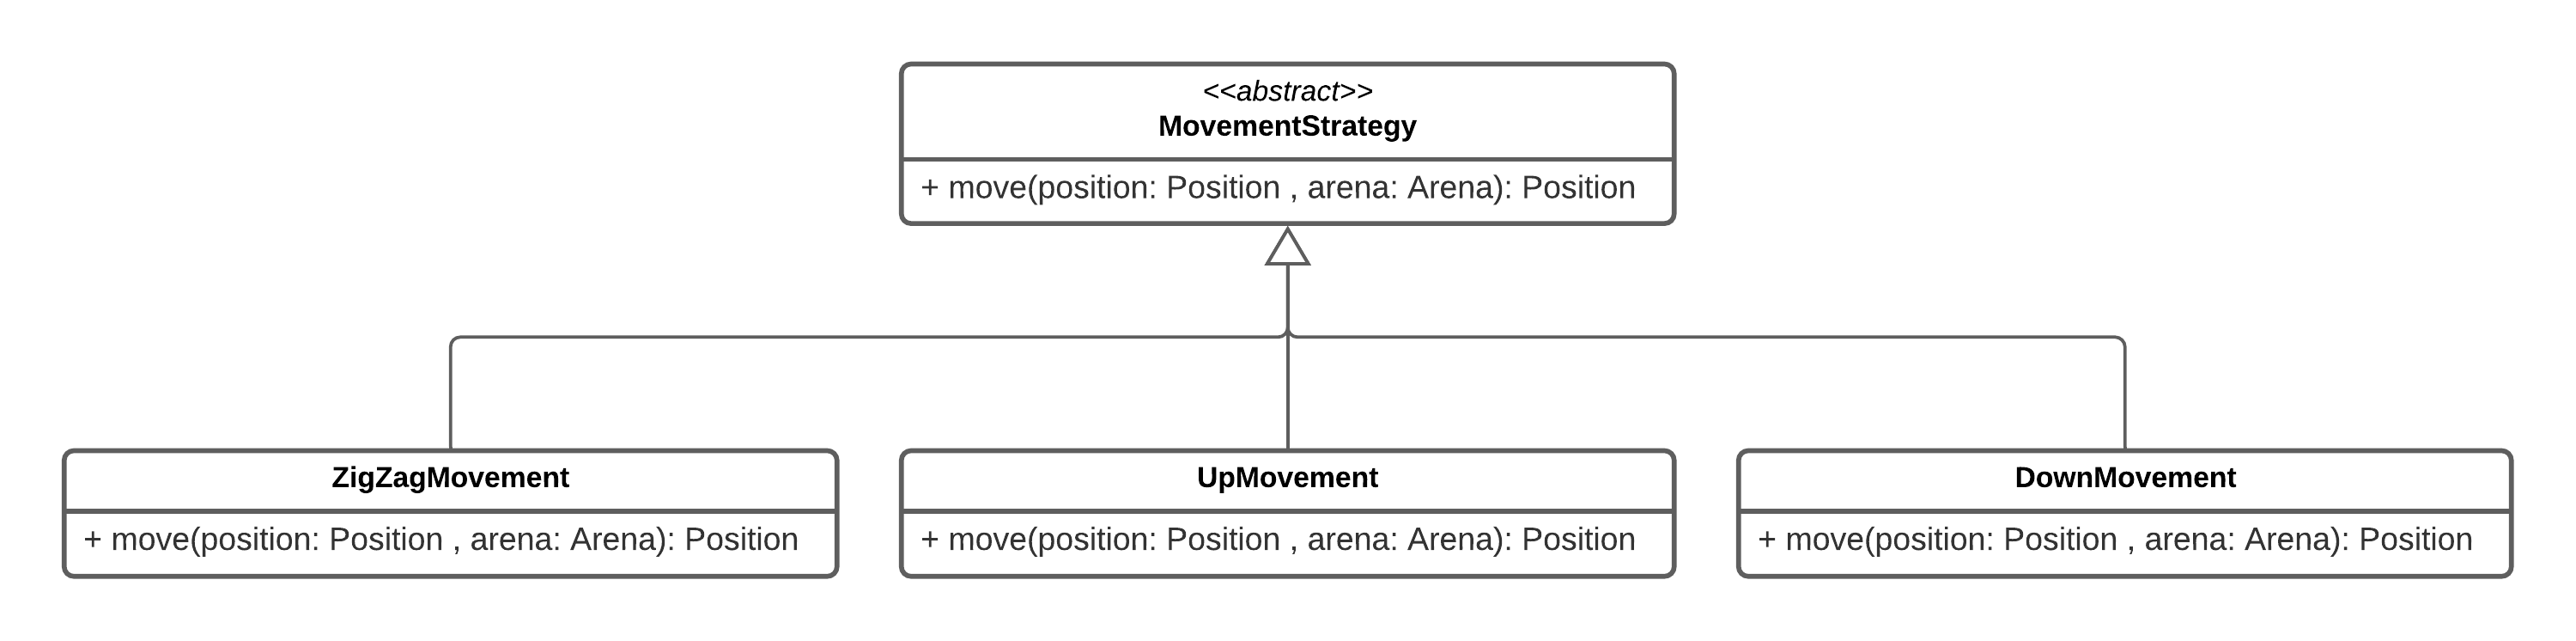 <<abstract>>
MovementStrategy
+ move(position: Position , arena: Arena): Position
ZigZagMovement
+ move(position: Position , arena: Arena): Position
UpMovement
+ move(position: Position , arena: Arena): Position
DownMovement
+ move(position: Position , arena: Arena): Position